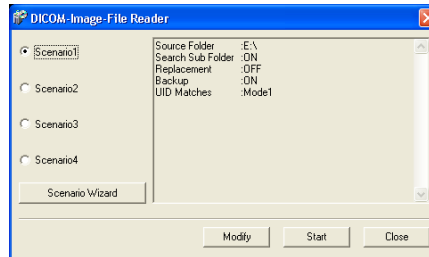 DICOM-Image-File Reader
Scenario1
Scenario2
Scenario3
Scenario4
Scenario Wizard
Source Folder :E:\
Search Sub Folder :ON
Replacement :OFF
Backup :ON
UID Matches :Mode1
Modify
Start
Close